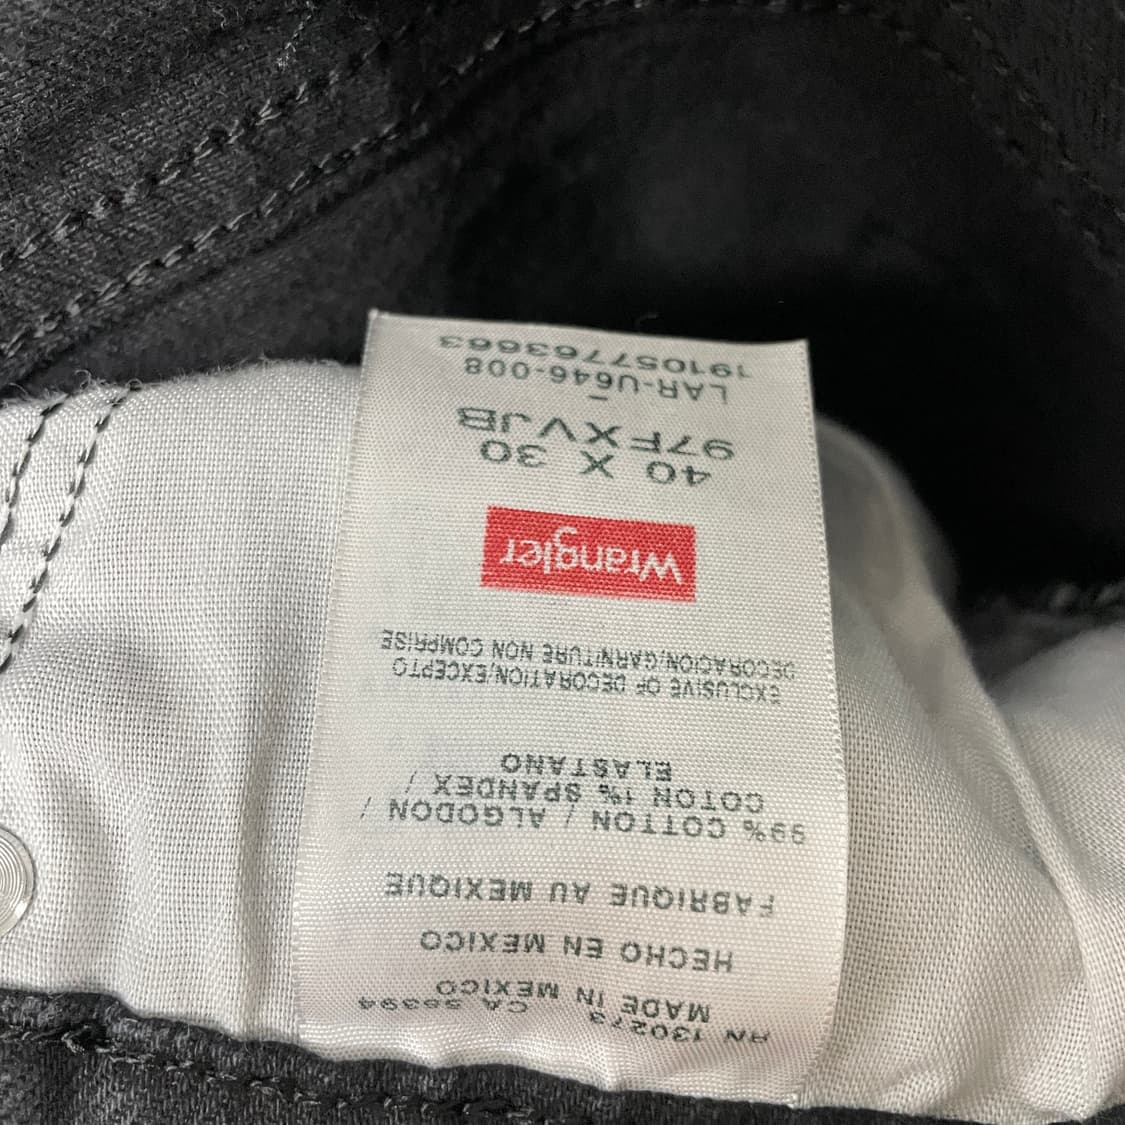 RN 130273 CA 56394
MADE IN MEXICO
HECHO EN MEXICO
FABRIQUE AU MEXIQUE
99% COTTON / ALGODON /
COTON 1% SPANDEX /
ELASTANO
EXCLUSIVE OF DECORATION/EXCEPTO
DECORACION/GARNITURE NON COMPRISE
Wrangler
40 X 30
97FXVJB
LAR-U646-008
191057763663